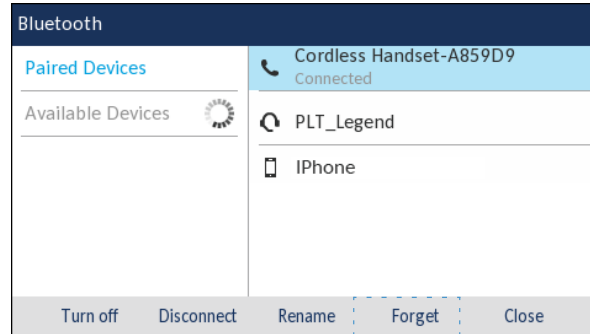 Bluetooth
Paired Devices
Available Devices
Cordless Handset-A859D9
Connected
PLT_Legend
IPhone
Turn off Disconnect Rename Forget Close